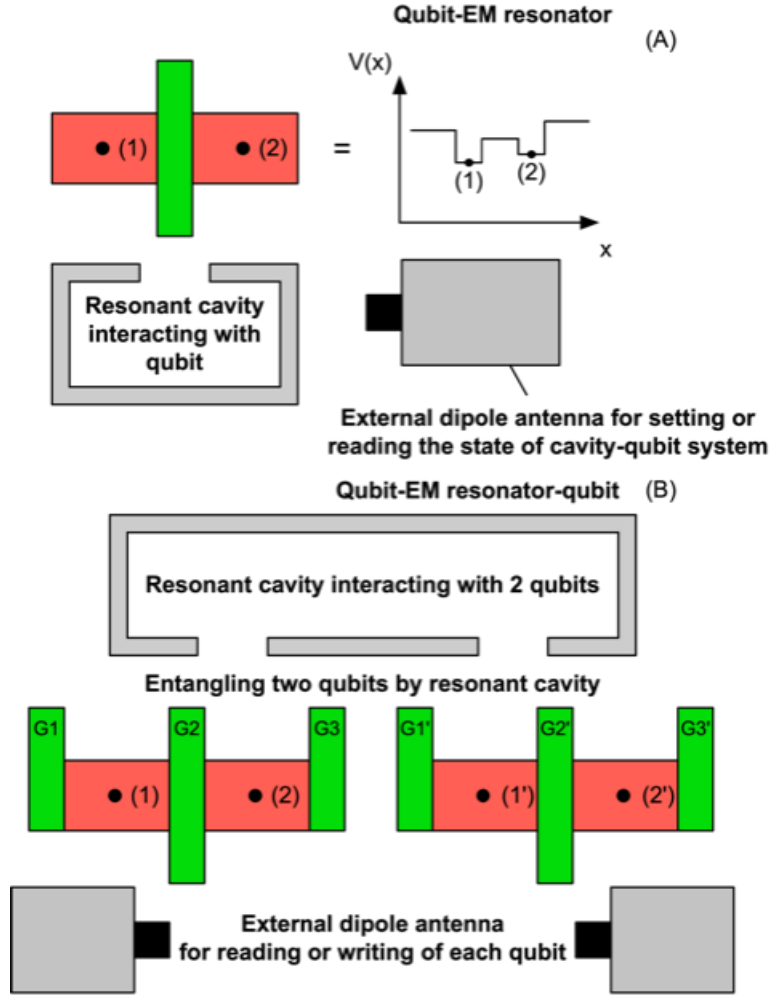 Qubit-EM resonator
(A)
V(x)
(1)
(2)
=
(1)
(2)
x
Resonant cavity
interacting with
qubit
External dipole antenna for setting or
reading the state of cavity-qubit system
Qubit-EM resonator-qubit
(B)
Resonant cavity interacting with 2 qubits
Entangling two qubits by resonant cavity
G1
G2
G3
G1'
G2'
G3'
(1)
(2)
(1')
(2')
External dipole antenna
for reading or writing of each qubit